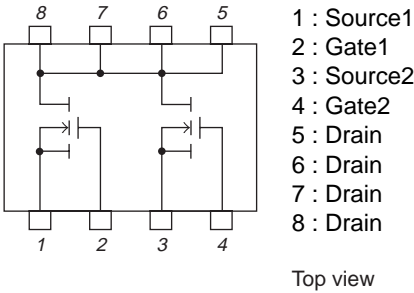 8 7 6 5
1 2 3 4
1 : Source1
2 : Gate1
3 : Source2
4 : Gate2
5 : Drain
6 : Drain
7 : Drain
8 : Drain
Top view